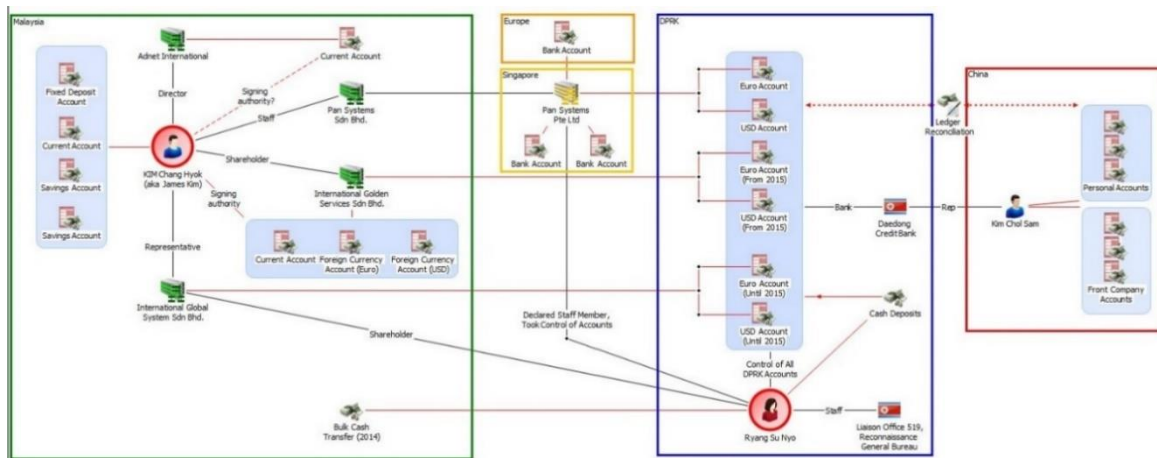 Malaysia
Adnet International
Current Account
Fixed Deposit
Account
Current Account
Savings Account
Savings Account
Director
Signing
authority?
Staff
Pan Systems
Sdn Bhd.
KIM Chang Hyok
(aka James Kim)
Shareholder
Signing
authority
International Golden
Services Sdn Bhd.
Representative
Current Account
Foreign Currency
Account (Euro)
Foreign Currency
Account (USD)
International Global
System Sdn Bhd.
Shareholder
Bulk Cash
Transfer (2014)
Europe
Bank Account
Singapore
Pan Systems
Pte Ltd
Bank Account
Bank Account
Declared Staff Member,
Took Control of Accounts
DPRK
Euro Account
USD Account
Euro Account
(From 2015)
USD Account
(From 2015)
Euro Account
(Until 2015)
USD Account
(Until 2015)
Control of All
DPRK Accounts
Ryang Su Nyo
Bank
Daedong
Credit Bank
Rep
Cash Deposits
Staff
Liaison Office 519,
Reconnaissance
General Bureau
Ledger
Reconciliation
China
Personal Accounts
Kim Chol Sam
Front Company
Accounts